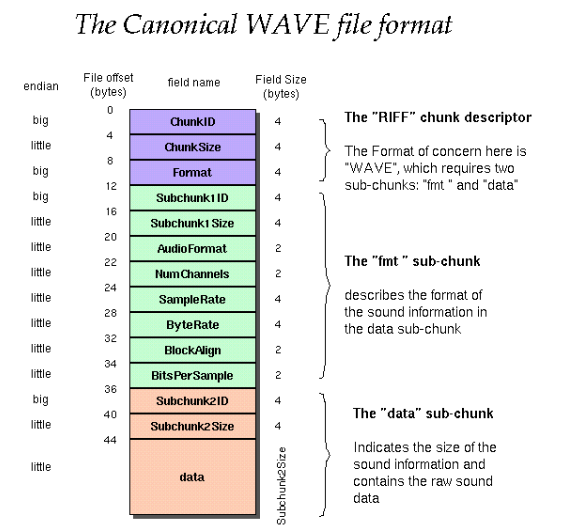 The Canonical WAVE file format
endian
File offset
(bytes)
field name
Field Size
(bytes)
0
big
ChunkID
4
4
little
ChunkSize
4
8
big
Format
4
12
The "RIFF" chunk descriptor
The Format of concern here is
"WAVE", which requires two
sub-chunks: "fmt " and "data"
big
Subchunk1ID
4
16
little
Subchunk1Size
4
20
little
AudioFormat
2
22
little
NumChannels
2
24
little
SampleRate
4
28
little
ByteRate
4
32
little
BlockAlign
2
34
little
BitsPerSample
2
36
The "fmt " sub-chunk
describes the format of
the sound information in
the data sub-chunk
big
Subchunk2ID
4
40
little
Subchunk2Size
4
44
little
data
Subchunk2Size
The "data" sub-chunk
Indicates the size of the
sound information and
contains the raw sound
data